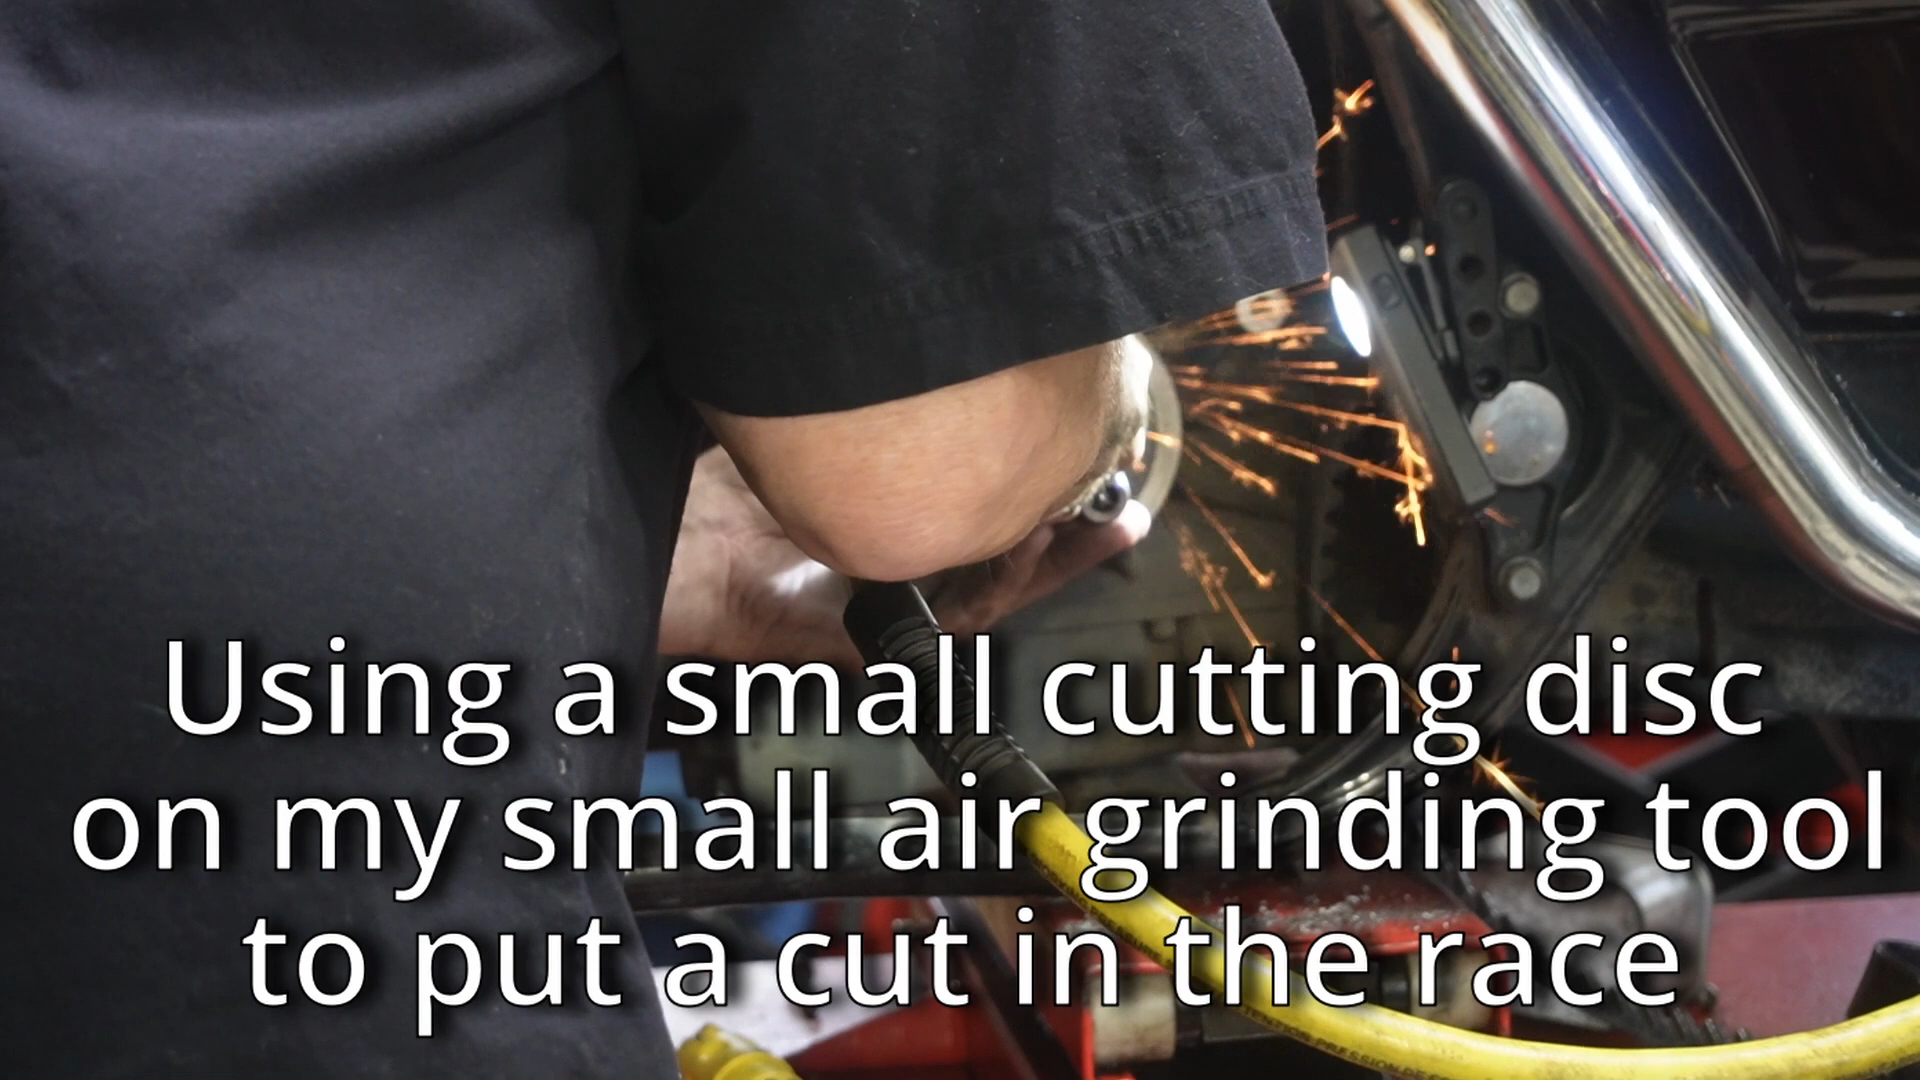 Using a small cutting disc
on my small air grinding tool
to put a cut in the race